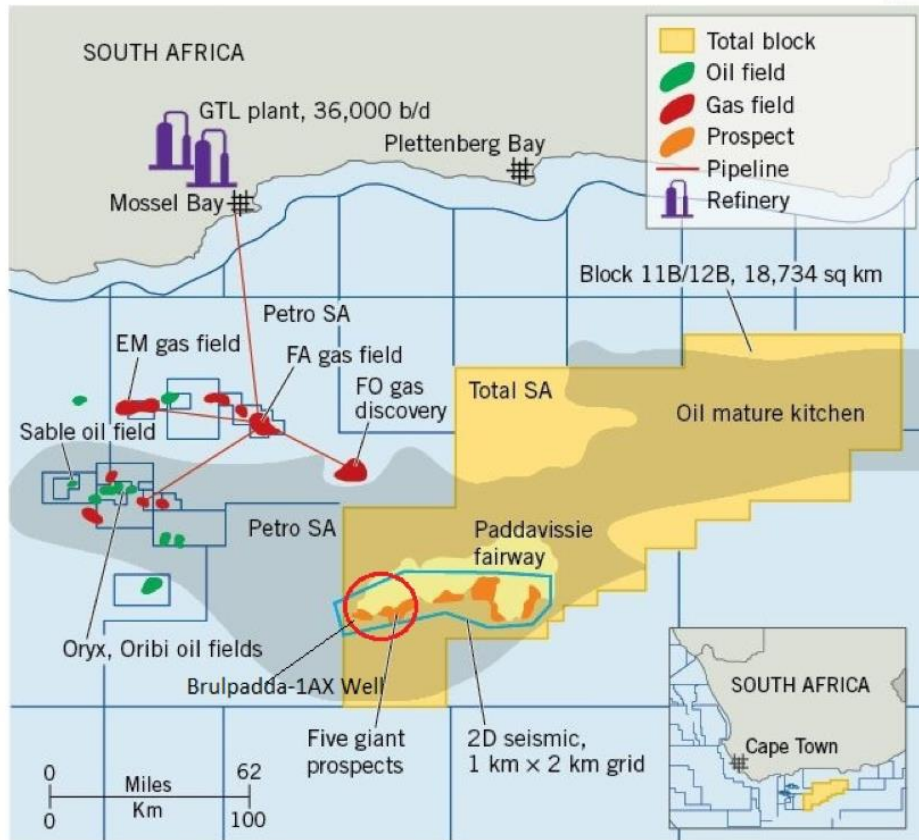 SOUTH AFRICA
GTL plant, 36,000 b/d
Plettenberg Bay
Mossel Bay
Total block
Oil field
Gas field
Prospect
Pipeline
Refinery
Block 11B/12B, 18,734 sq km
Petro SA
EM gas field
FA gas field
FO gas
discovery
Total SA
Oil mature kitchen
Sable oil field
Petro SA
Paddavissie
fairway
Oryx, Oribi oil fields
Brulpadda-1AX Well
Five giant
prospects
2D seismic,
1 km × 2 km grid
0 62
Miles
Km
0 100
SOUTH AFRICA
Cape Town